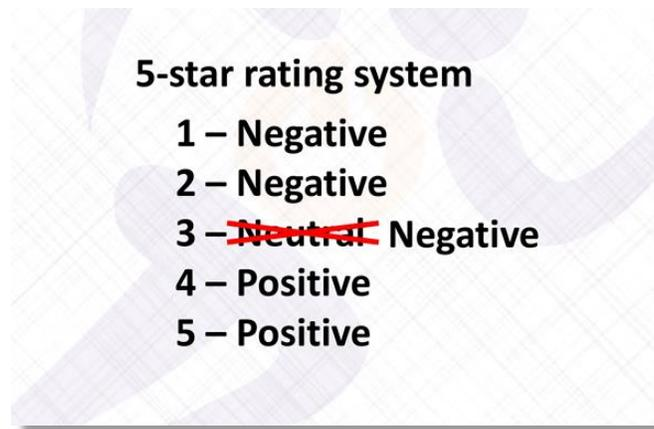 5-star rating system
1 – Negative
2 – Negative
3 – Neutral Negative
4 – Positive
5 – Positive